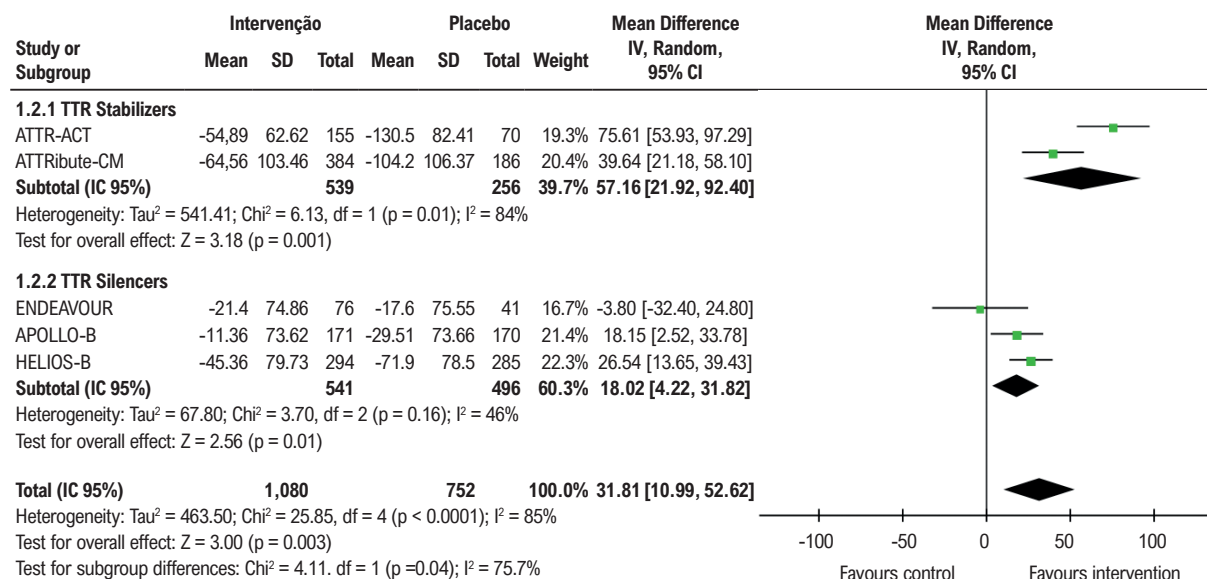 Intervenção Placebo Mean Difference Mean Difference
Study or Subgroup Mean SD Total Mean SD Total Weight IV, Random, 95% CI IV, Random, 95% CI
1.2.1 TTR Stabilizers
ATTR-ACT -54,89 62.62 155 -130.5 82.41 70 19.3% 75.61 [53.93, 97.29]
ATTRibute-CM -64,56 103.46 384 -104.2 106.37 186 20.4% 39.64 [21.18, 58.10]
Subtotal (IC 95%) 539 256 39.7% 57.16 [21.92, 92.40]
Heterogeneity: Tau² = 541.41; Chi² = 6.13, df = 1 (p = 0.01); I² = 84%
Test for overall effect: Z = 3.18 (p = 0.001)
1.2.2 TTR Silencers
ENDEAVOUR -21.4 74.86 76 -17.6 75.55 41 16.7% -3.80 [-32.40, 24.80]
APOLLO-B -11.36 73.62 171 -29.51 73.66 170 21.4% 18.15 [2.52, 33.78]
HELIOS-B -45.36 79.73 294 -71.9 78.5 285 22.3% 26.54 [13.65, 39.43]
Subtotal (IC 95%) 541 496 60.3% 18.02 [4.22, 31.82]
Heterogeneity: Tau² = 67.80; Chi² = 3.70, df = 2 (p = 0.16); I² = 46%
Test for overall effect: Z = 2.56 (p = 0.01)
Total (IC 95%) 1,080 752 100.0% 31.81 [10.99, 52.62]
Heterogeneity: Tau² = 463.50; Chi² = 25.85, df = 4 (p < 0.0001); I² = 85%
Test for overall effect: Z = 3.00 (p = 0.003)
Test for subgroup differences: Chi² = 4.11. df = 1 (p =0.04); I² = 75.7%
-100 -50 0 50 100
Favours control Favours intervention